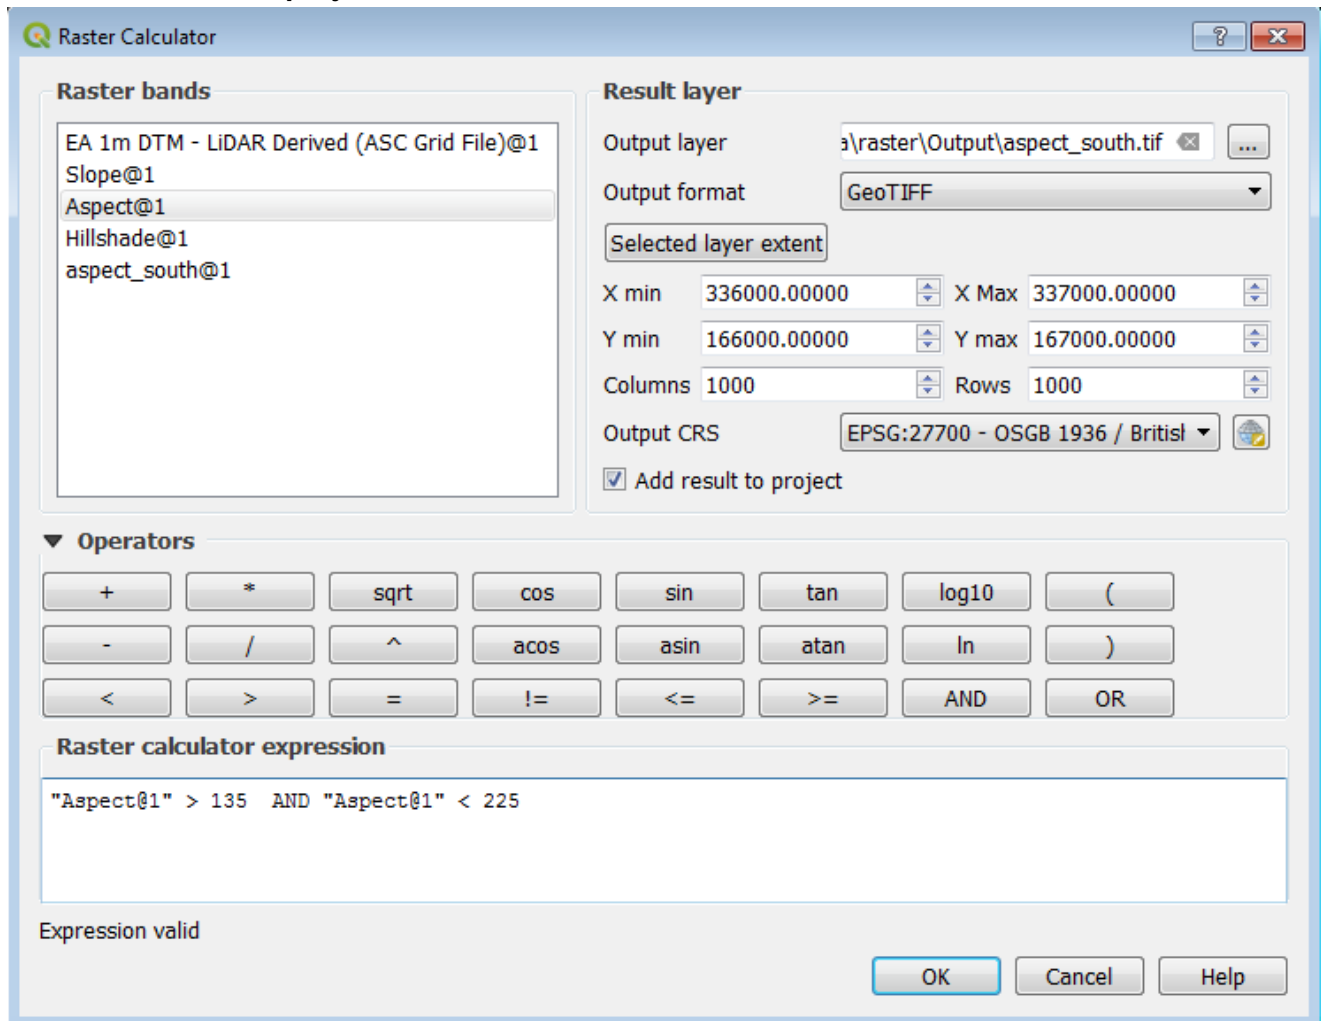 Raster Calculator
Raster bands
EA 1m DTM - LiDAR Derived (ASC Grid File)@1
Slope@1
Aspect@1
Hillshade@1
aspect_south@1
Result layer
Output layer a\raster\Output\aspect_south.tif ...
Output format GeoTIFF
Selected layer extent
X min 336000.00000 X Max 337000.00000
Y min 166000.00000 Y max 167000.00000
Columns 1000 Rows 1000
Output CRS EPSG:27700 - OSGB 1936 / British
Add result to project
Operators
+ * sqrt cos sin tan log10 (
- / ^ acos asin atan ln )
< > = != <= >= AND OR
Raster calculator expression
"Aspect@1" > 135  AND "Aspect@1" < 225
Expression valid
OK Cancel Help